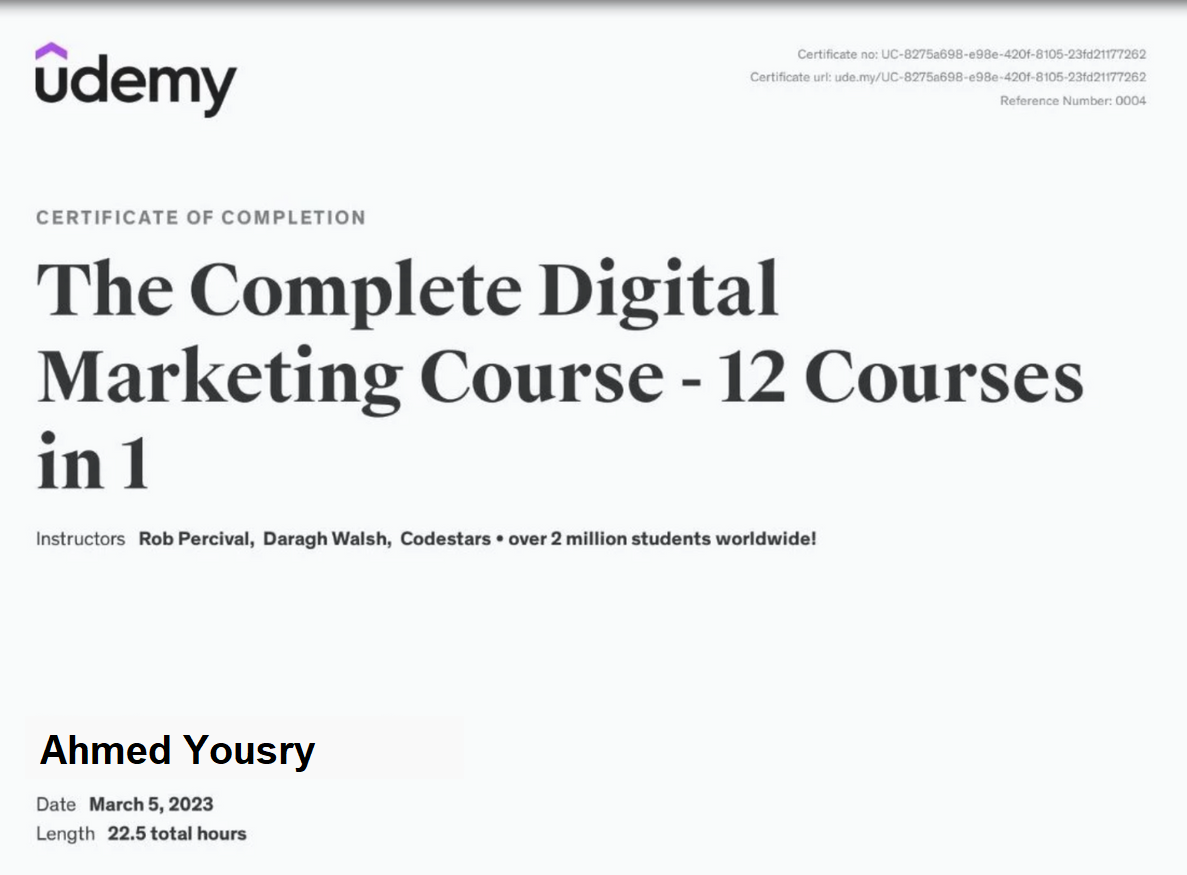 udemy
Certificate no: UC-8275a698-e98e-420f-8105-23fd21177262
Certificate url: ude.my/UC-8275a698-e98e-420f-8105-23fd21177262
Reference Number: 0004
CERTIFICATE OF COMPLETION
The Complete Digital
Marketing Course - 12 Courses
in 1
Instructors Rob Percival, Daragh Walsh, Codestars • over 2 million students worldwide!
Ahmed Yousry
Date March 5, 2023
Length 22.5 total hours